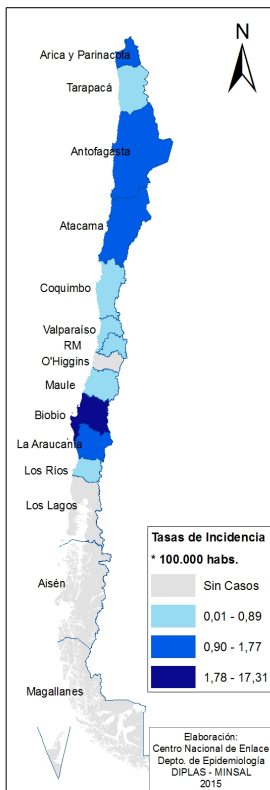 N
Arica y Parinacota
Tarapacá
Antofagasta
Atacama
Coquimbo
Valparaíso
RM
O'Higgins
Maule
Biobio
La Araucanía
Los Ríos
Los Lagos
Aisén
Magallanes
Tasas de Incidencia
* 100.000 habs.
Sin Casos
0,01 - 0,89
0,90 - 1,77
1,78 - 17,31
Elaboración:
Centro Nacional de Enlace
Depto. de Epidemiología
DIPLAS - MINSAL
2015